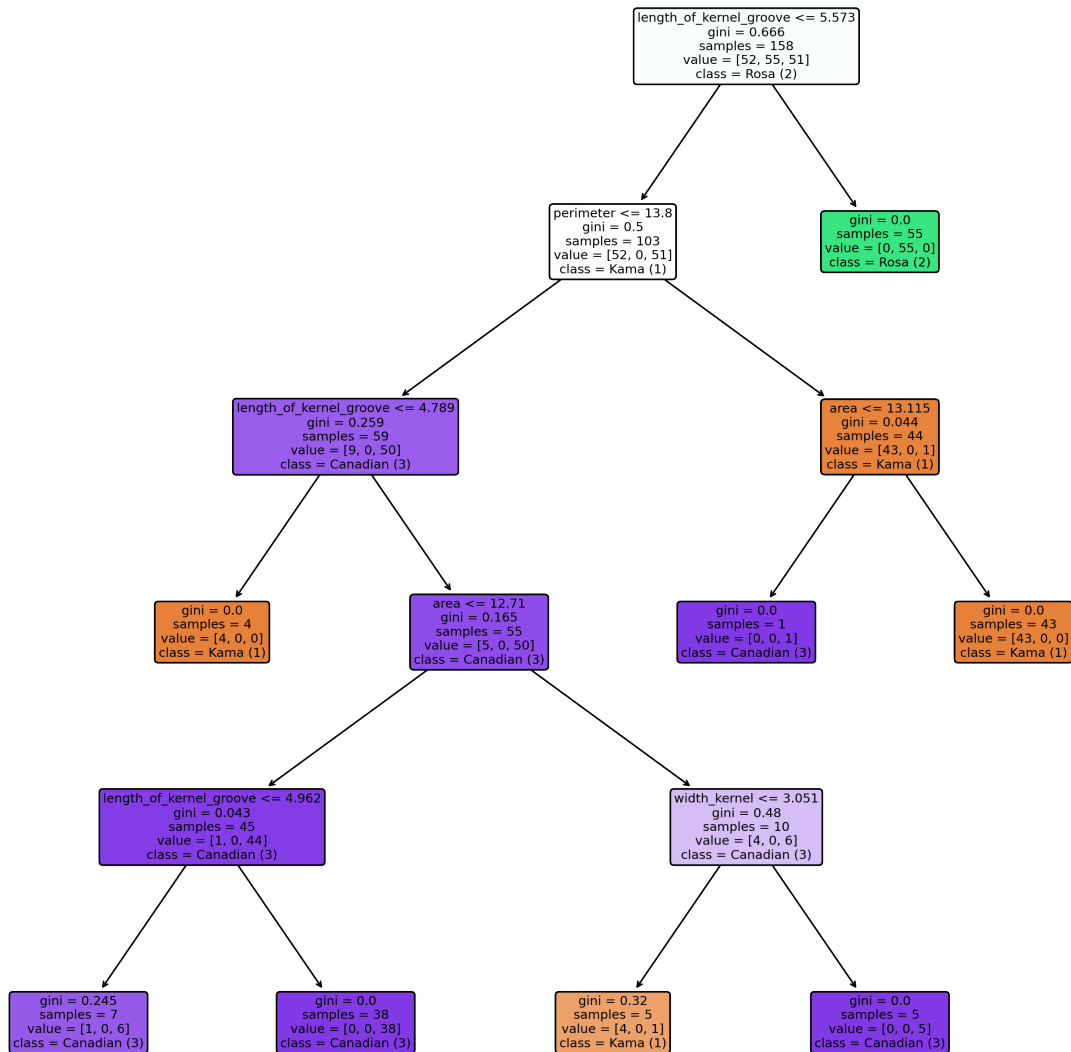 length_of_kernel_groove <= 5.573
gini = 0.666
samples = 158
value = [52, 55, 51]
class = Rosa (2)
perimeter <= 13.8
gini = 0.5
samples = 103
value = [52, 0, 51]
class = Kama (1)
gini = 0.0
samples = 55
value = [0, 55, 0]
class = Rosa (2)
length_of_kernel_groove <= 4.789
gini = 0.259
samples = 59
value = [9, 0, 50]
class = Canadian (3)
area <= 13.115
gini = 0.044
samples = 44
value = [43, 0, 1]
class = Kama (1)
gini = 0.0
samples = 4
value = [4, 0, 0]
class = Kama (1)
area <= 12.71
gini = 0.165
samples = 55
value = [5, 0, 50]
class = Canadian (3)
gini = 0.0
samples = 1
value = [0, 0, 1]
class = Canadian (3)
gini = 0.0
samples = 43
value = [43, 0, 0]
class = Kama (1)
length_of_kernel_groove <= 4.962
gini = 0.043
samples = 45
value = [1, 0, 44]
class = Canadian (3)
width_kernel <= 3.051
gini = 0.48
samples = 10
value = [4, 0, 6]
class = Canadian (3)
gini = 0.245
samples = 7
value = [1, 0, 6]
class = Canadian (3)
gini = 0.0
samples = 38
value = [0, 0, 38]
class = Canadian (3)
gini = 0.32
samples = 5
value = [4, 0, 1]
class = Kama (1)
gini = 0.0
samples = 5
value = [0, 0, 5]
class = Canadian (3)